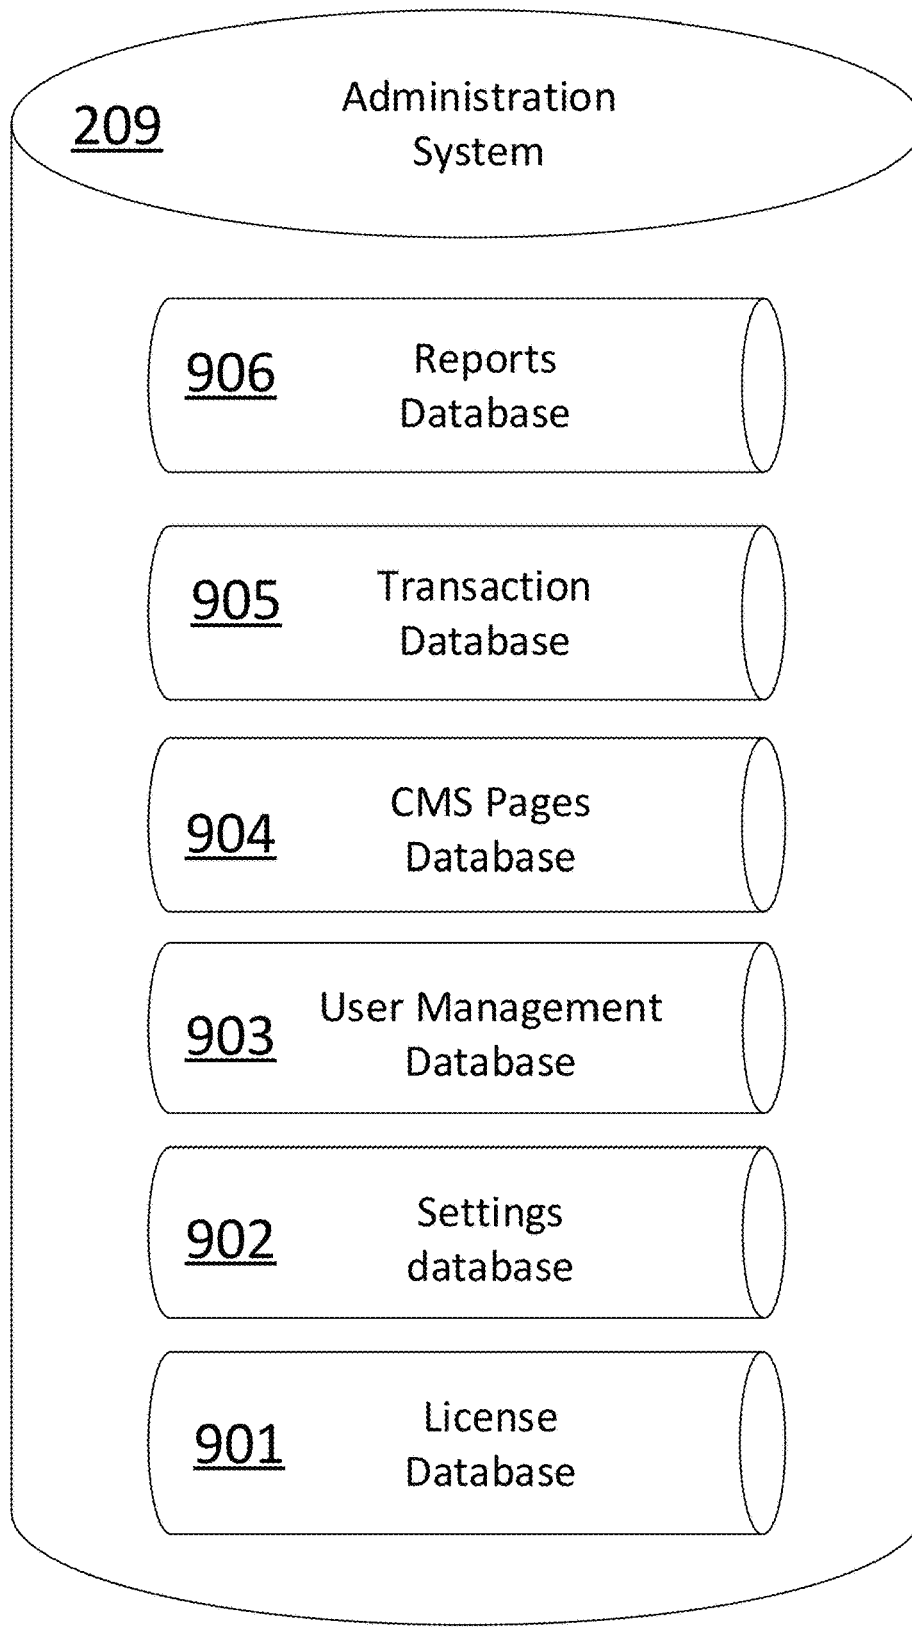 209
Administration
System
906
Reports
Database
905
Transaction
Database
904
CMS Pages
Database
903
User Management
Database
902
Settings
database
901
License
Database